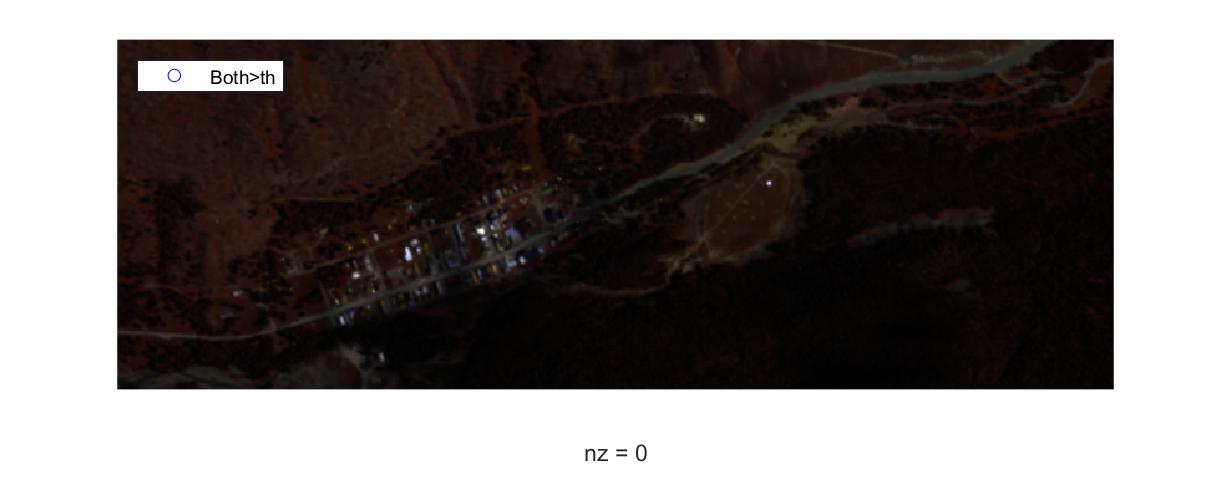 Both>th
nz = 0